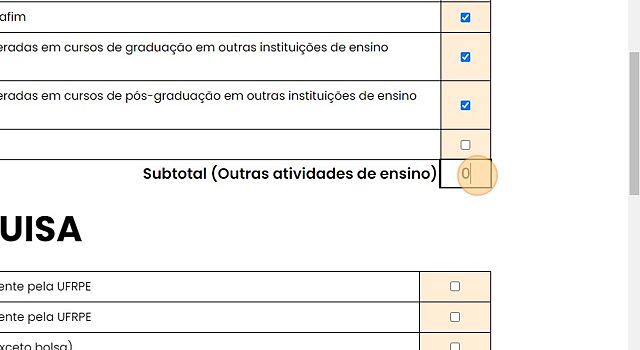 afim
eradas em cursos de graduação em outras instituições de ensino
eradas em cursos de pós-graduação em outras instituições de ensino
Subtotal (Outras atividades de ensino) 0
UISA
ente pela UFRPE
ente pela UFRPE
xceto bolsa)